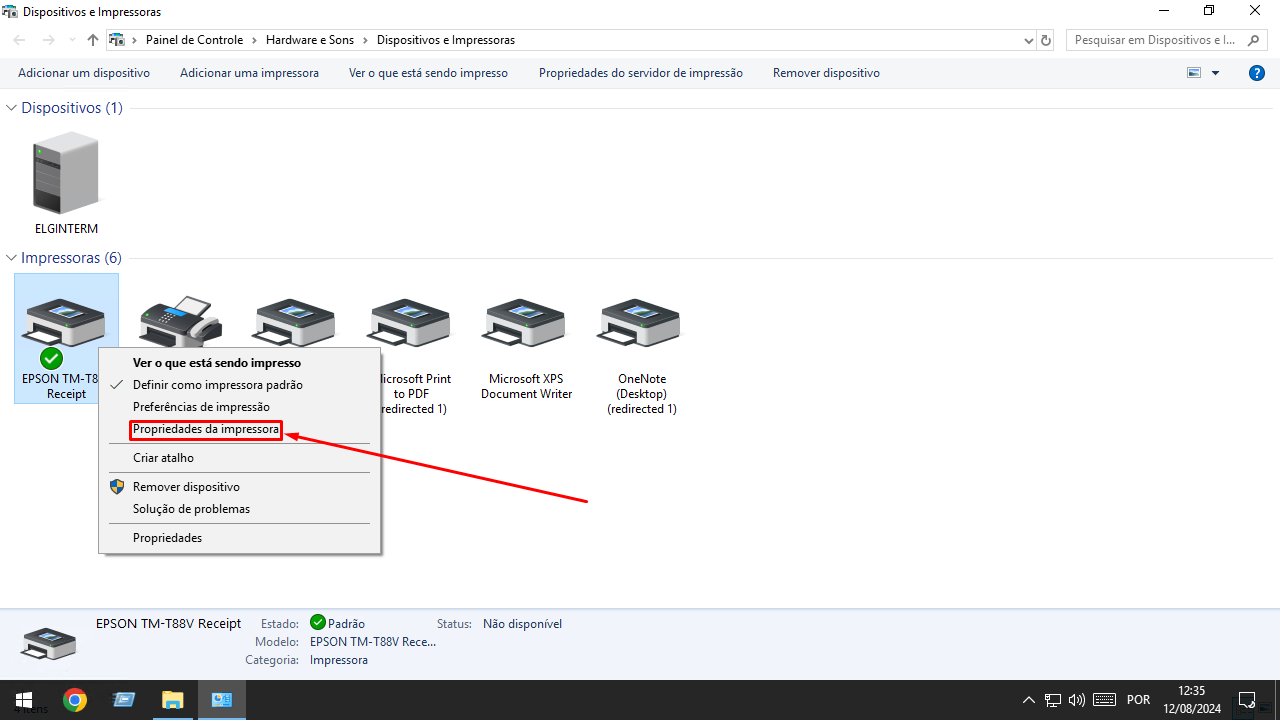 Dispositivos e Impressoras
Painel de Controle > Hardware e Sons > Dispositivos e Impressoras
Pesquisar em Dispositivos e I...
Adicionar um dispositivo
Adicionar uma impressora
Ver o que está sendo impresso
Propriedades do servidor de impressão
Remover dispositivo
?
Dispositivos (1)
ELGINTERM
Impressoras (6)
EPSON TM-T8
Receipt
icrosoft Print
to PDF
redirected 1)
Microsoft XPS
Document Writer
OneNote
(Desktop)
(redirected 1)
Ver o que está sendo impresso
Definir como impressora padrão
Preferências de impressão
Propriedades da impressora
Criar atalho
Remover dispositivo
Solução de problemas
Propriedades
EPSON TM-T88V Receipt
Estado: Padrão
Status: Não disponível
Modelo: EPSON TM-T88V Rece...
Categoria: Impressora
itens
POR
12:35
12/08/2024